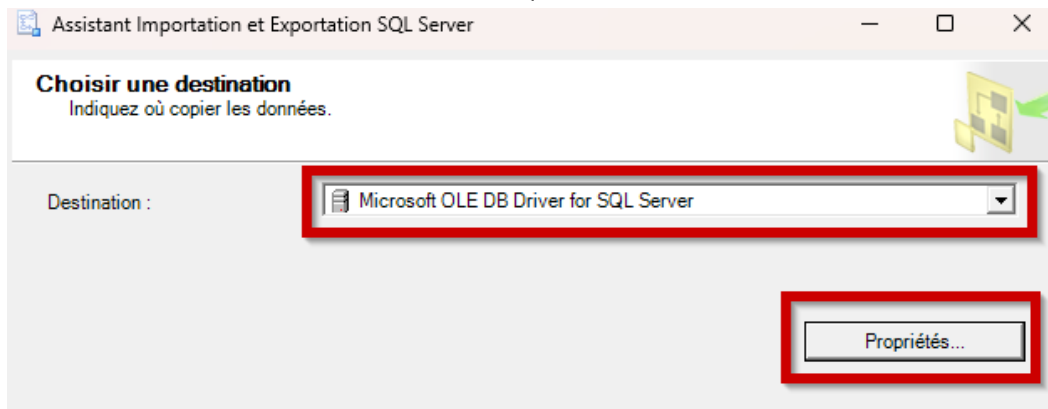 Assistant Importation et Exportation SQL Server
Choisir une destination
Indiquez où copier les données.
Destination :
Microsoft OLE DB Driver for SQL Server
Propriétés...